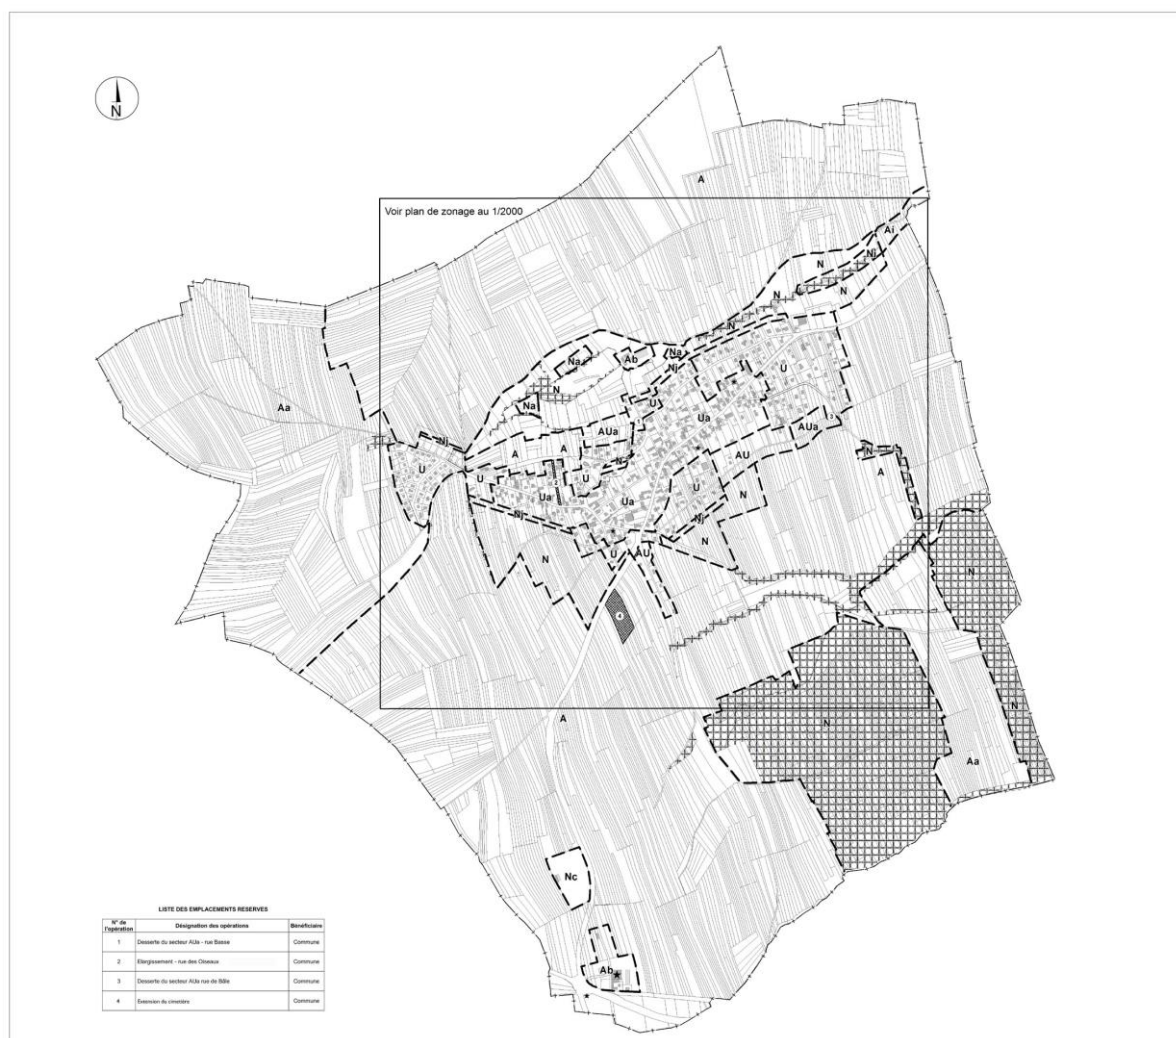 N
A
Voir plan de zonage au 1/2000
Ai
Nj
N
N
N
N
Na
Ab
Na
Nj
U
Aa
N
Na
U
Ua
AUa
AUa
3
Nj
A
A
AU
N
A
U
U
2
U
Ua
Ua
U
N
Nj
Nj
N
N
U
AU
N
4
N
N
A
Aa
Nc
Ab
LISTE DES EMPLACEMENTS RESERVES
N° de l'opération Désignation des opérations Bénéficiaire
1 Desserte du secteur AUa - rue Basse Commune
2 Elargissement - rue des Oiseaux Commune
3 Desserte du secteur AUa rue de Bâle Commune
4 Extension du cimetière Commune